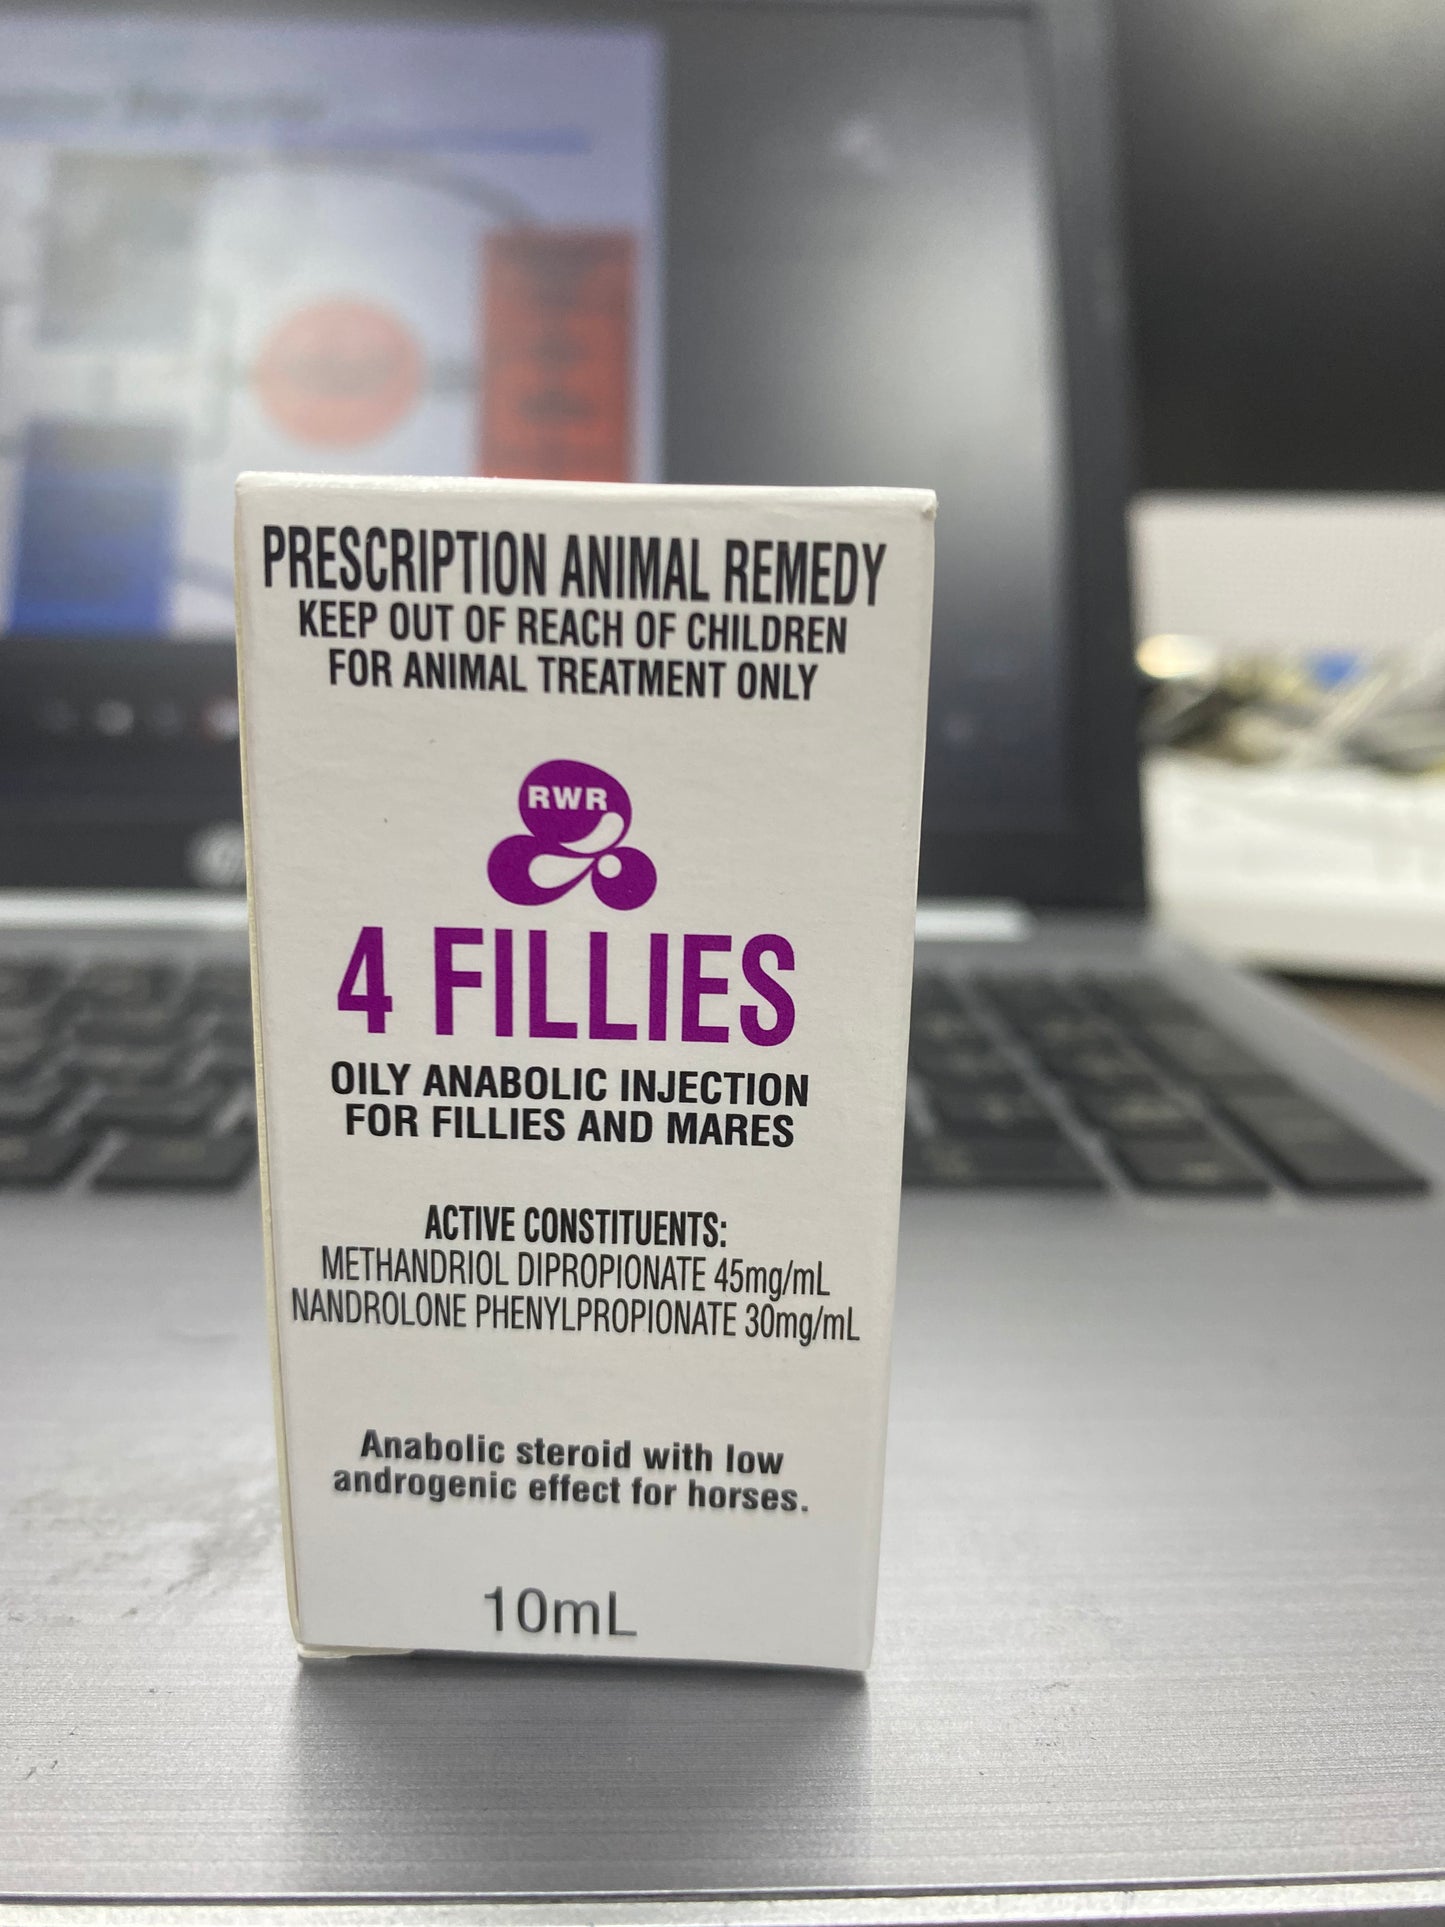 PRESCRIPTION ANIMAL REMEDY
KEEP OUT OF REACH OF CHILDREN
FOR ANIMAL TREATMENT ONLY
RWR
4 FILLIES
OILY ANABOLIC INJECTION
FOR FILLIES AND MARES
ACTIVE CONSTITUENTS:
METHANDRIOL DIPROPIONATE 45mg/mL
NANDROLONE PHENYLPROPIONATE 30mg/mL
Anabolic steroid with low
androgenic effect for horses.
10mL